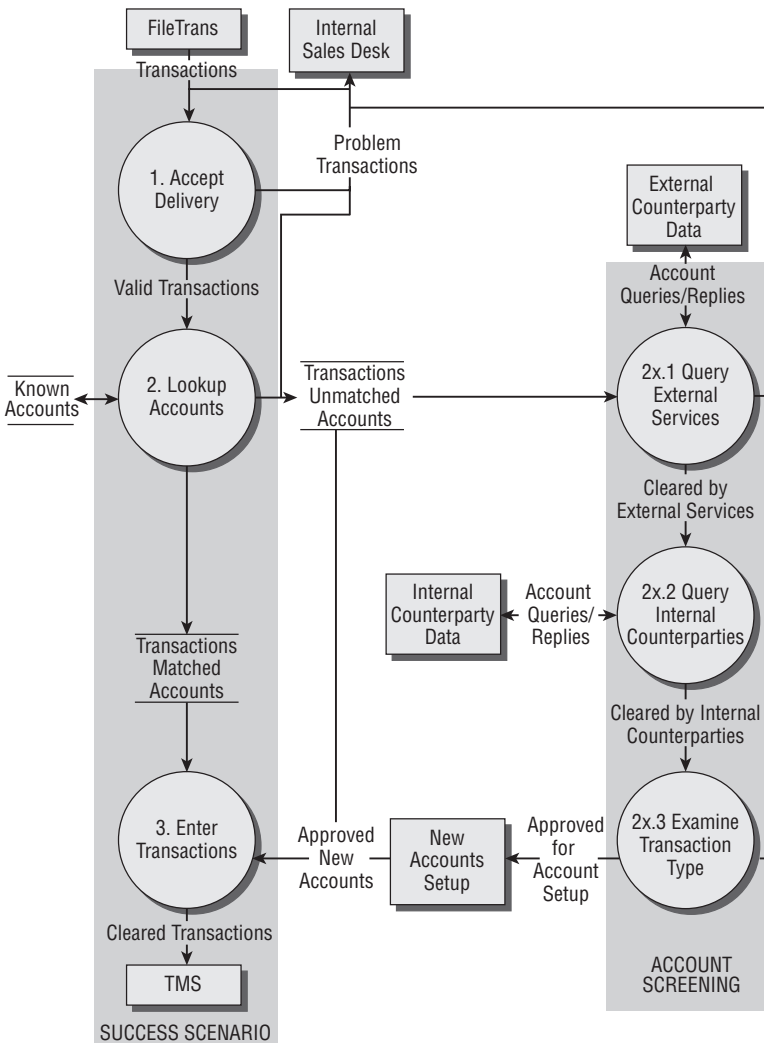 FileTrans
Internal
Sales Desk
Transactions
Problem
Transactions
1. Accept
Delivery
External
Counterparty
Data
Account
Queries/Replies
Valid Transactions
Known
Accounts
2. Lookup
Accounts
Transactions
Unmatched
Accounts
2x.1 Query
External
Services
Cleared by
External Services
Internal
Counterparty
Data
Account
Queries/
Replies
2x.2 Query
Internal
Counterparties
Transactions
Matched
Accounts
Cleared by Internal
Counterparties
3. Enter
Transactions
Approved
New
Accounts
New
Accounts
Setup
Approved
for
Account
Setup
2x.3 Examine
Transaction
Type
Cleared Transactions
TMS
ACCOUNT
SCREENING
SUCCESS SCENARIO